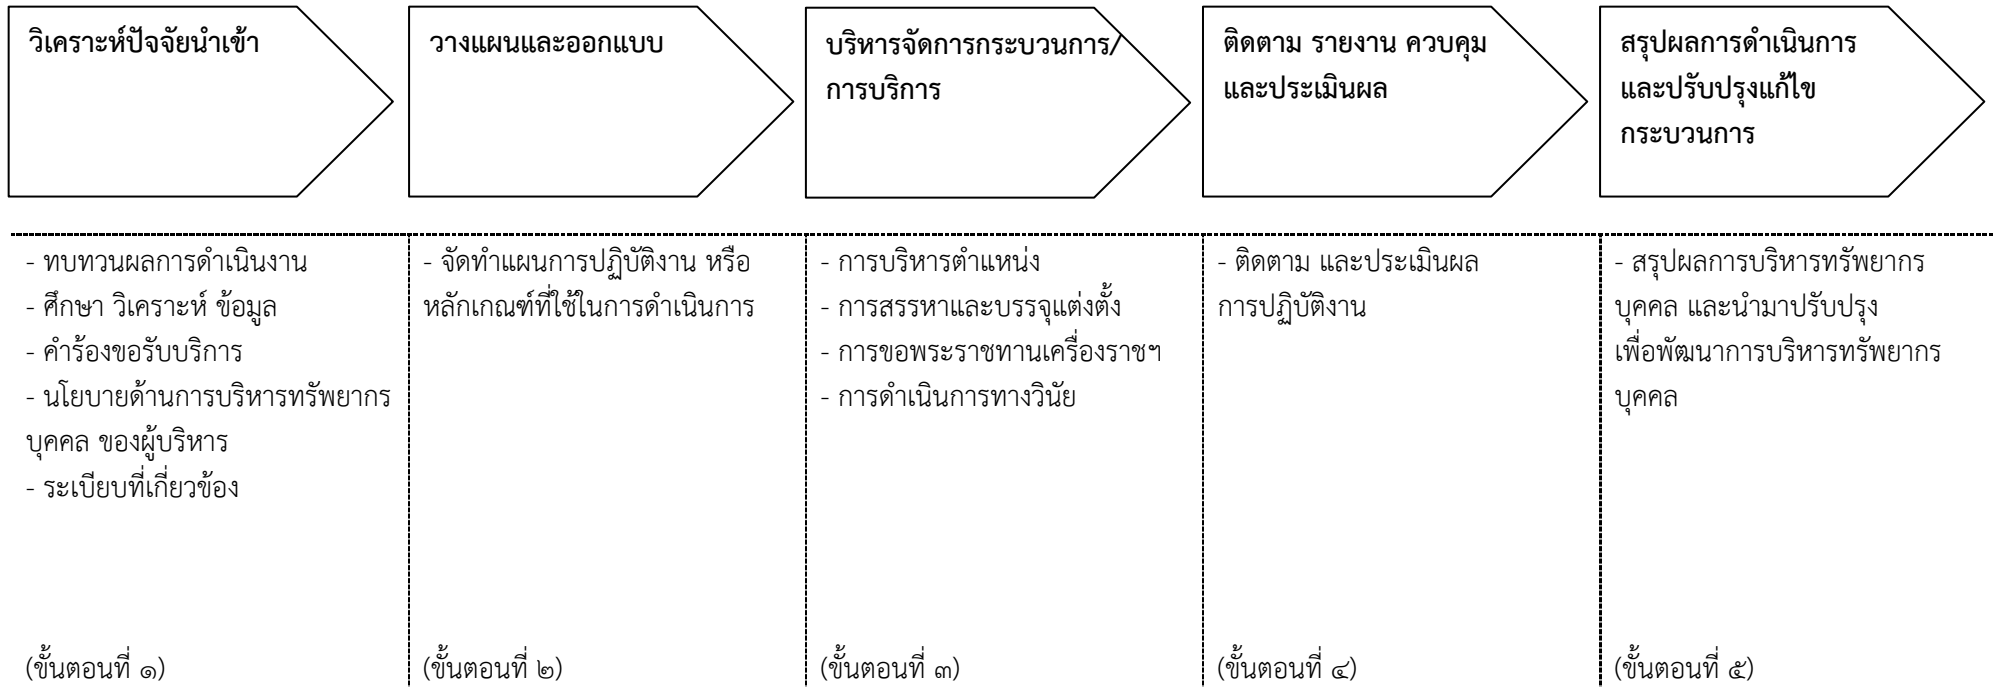 วิเคราะห์ปัจจัยนำเข้า
วางแผนและออกแบบ
บริหารจัดการกระบวนการ/
การบริการ
ติดตาม รายงาน ควบคุม
และประเมินผล
สรุปผลการดำเนินการ
และปรับปรุงแก้ไข
กระบวนการ
- ทบทวนผลการดำเนินงาน
- ศึกษา วิเคราะห์ ข้อมูล
- คำร้องขอรับบริการ
- นโยบายด้านการบริหารทรัพยากร
บุคคล ของผู้บริหาร
- ระเบียบที่เกี่ยวข้อง
(ขั้นตอนที่ ๑)
- จัดทำแผนการปฏิบัติงาน หรือ
หลักเกณฑ์ที่ใช้ในการดำเนินการ
(ขั้นตอนที่ ๒)
- การบริหารตำแหน่ง
- การสรรหาและบรรจุแต่งตั้ง
- การขอพระราชทานเครื่องราชฯ
- การดำเนินการทางวินัย
(ขั้นตอนที่ ๓)
- ติดตาม และประเมินผล
การปฏิบัติงาน
(ขั้นตอนที่ ๔)
- สรุปผลการบริหารทรัพยากร
บุคคล และนำมาปรับปรุง
เพื่อพัฒนาการบริหารทรัพยากร
บุคคล
(ขั้นตอนที่ ๕)